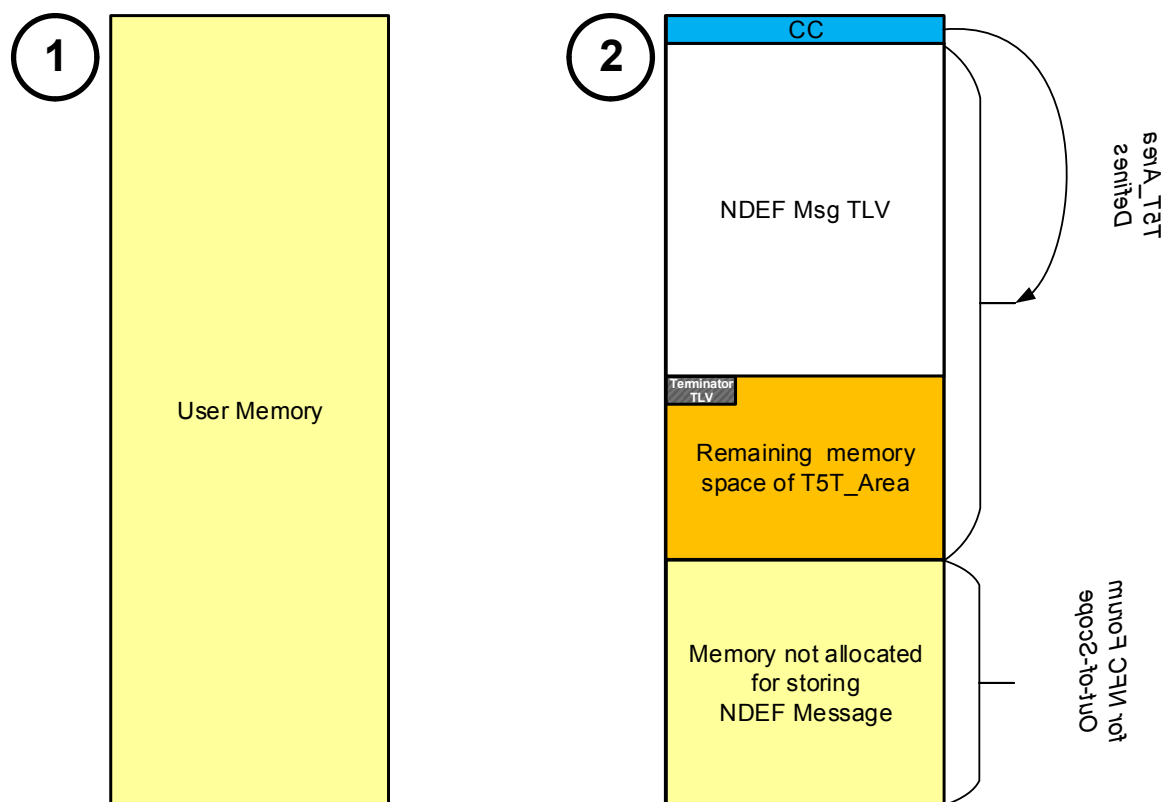 1
User Memory
2
CC
NDEF Msg TLV
Terminator
TLV
Remaining memory
space of T5T_Area
Memory not allocated
for storing
NDEF Message
Defines
T5T_Area
Out-of-Scope
for NFC Forum